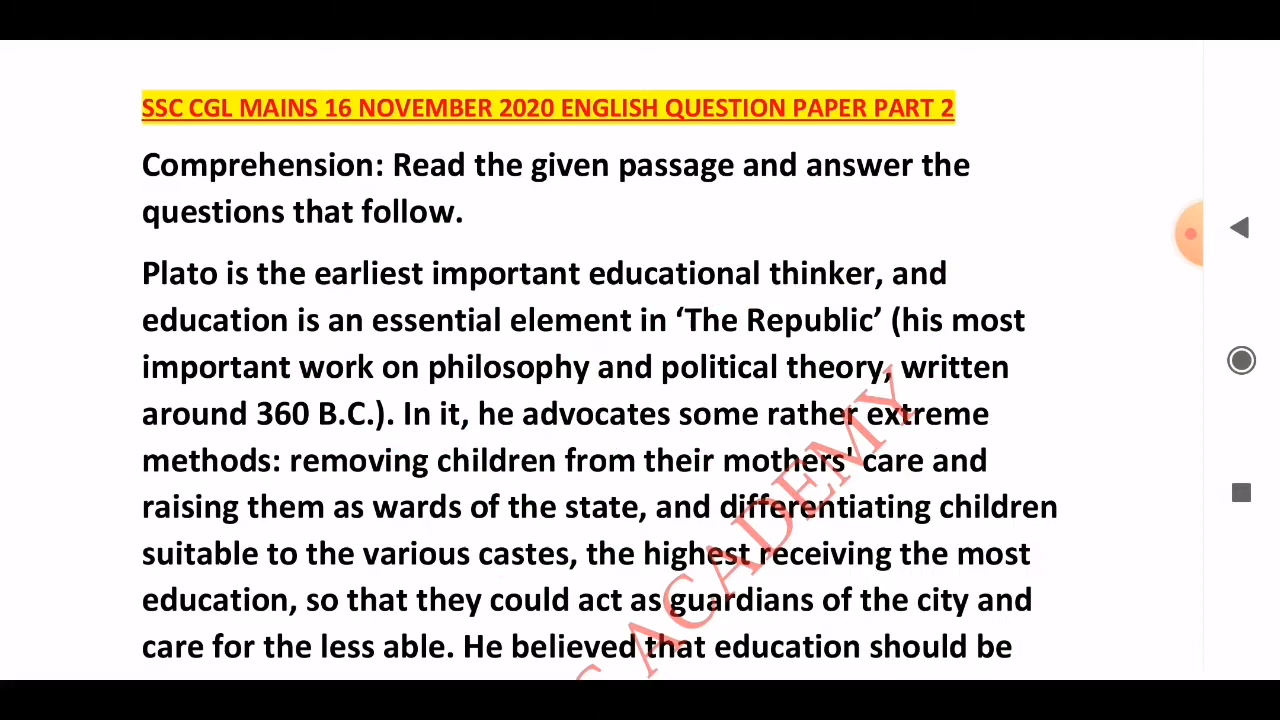 SSC CGL MAINS 16 NOVEMBER 2020 ENGLISH QUESTION PAPER PART 2
Comprehension: Read the given passage and answer the
questions that follow.
Plato is the earliest important educational thinker, and
education is an essential element in ‘The Republic’ (his most
important work on philosophy and political theory, written
around 360 B.C.). In it, he advocates some rather extreme
methods: removing children from their mothers' care and
raising them as wards of the state, and differentiating children
suitable to the various castes, the highest receiving the most
education, so that they could act as guardians of the city and
care for the less able. He believed that education should be
ACADEMY